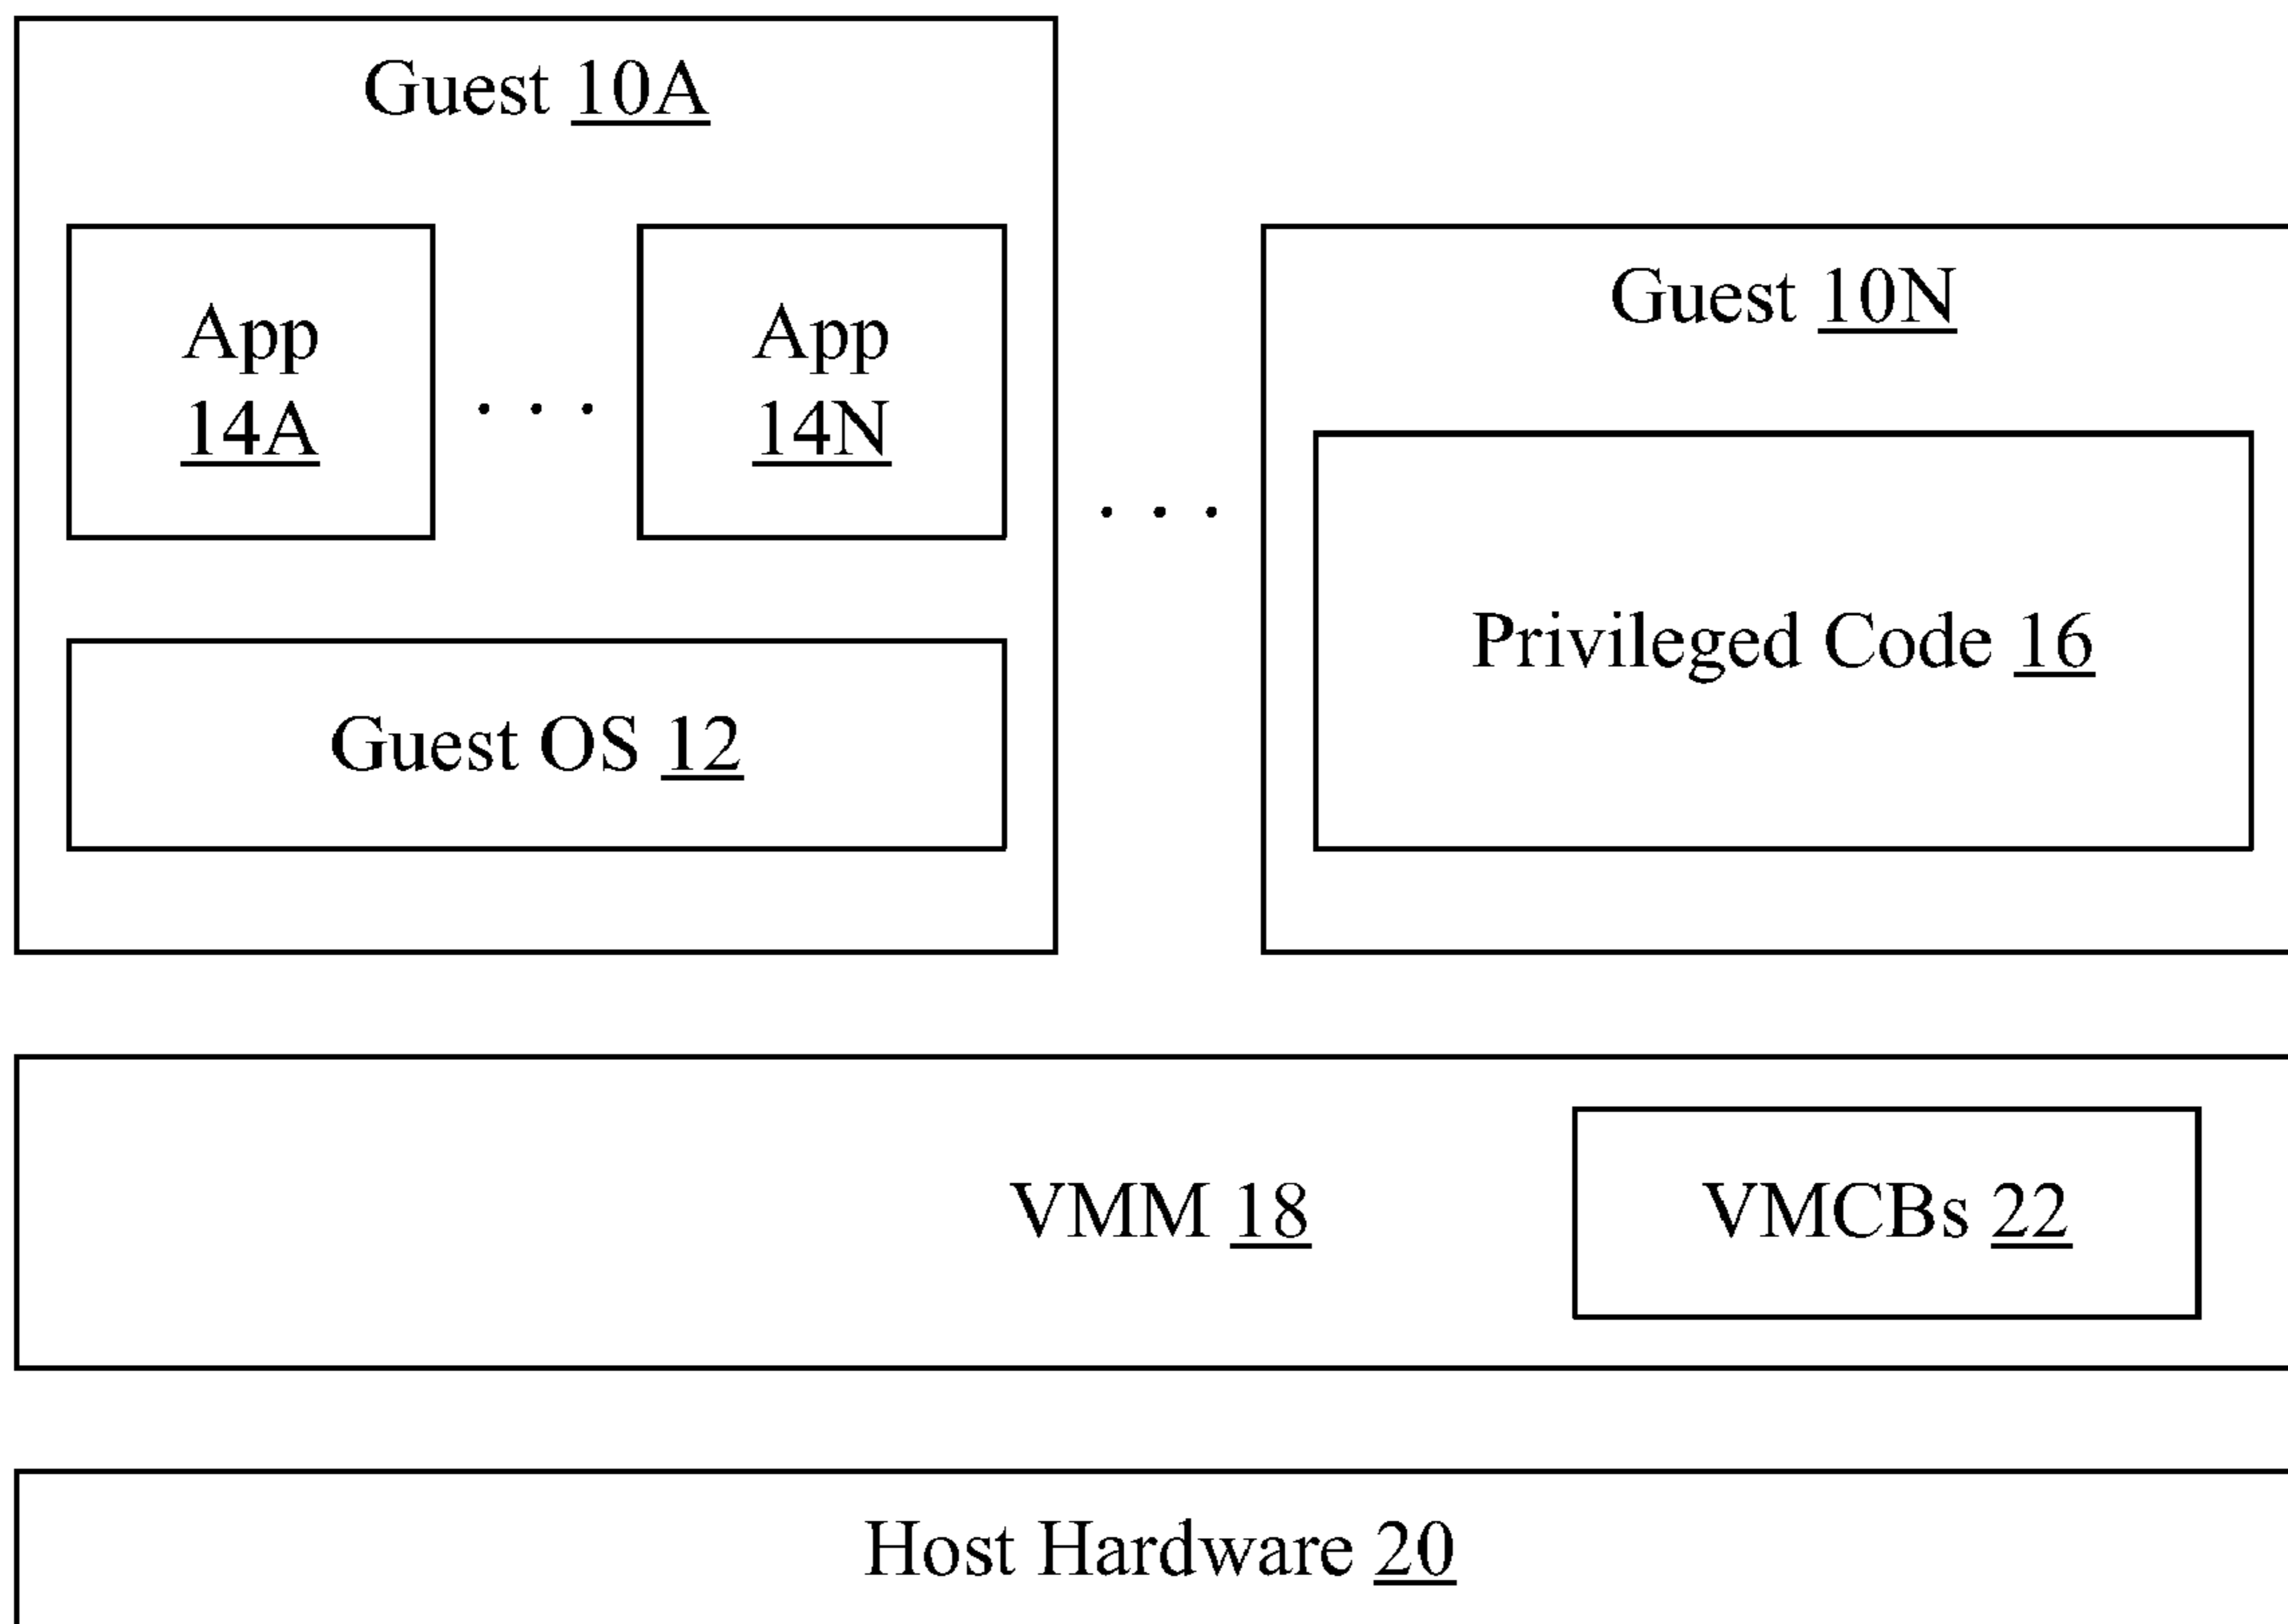 Guest 10A
App
14A
. . .
App
14N
Guest OS 12
. . .
Guest 10N
Privileged Code 16
VMM 18
VMCBs 22
Host Hardware 20